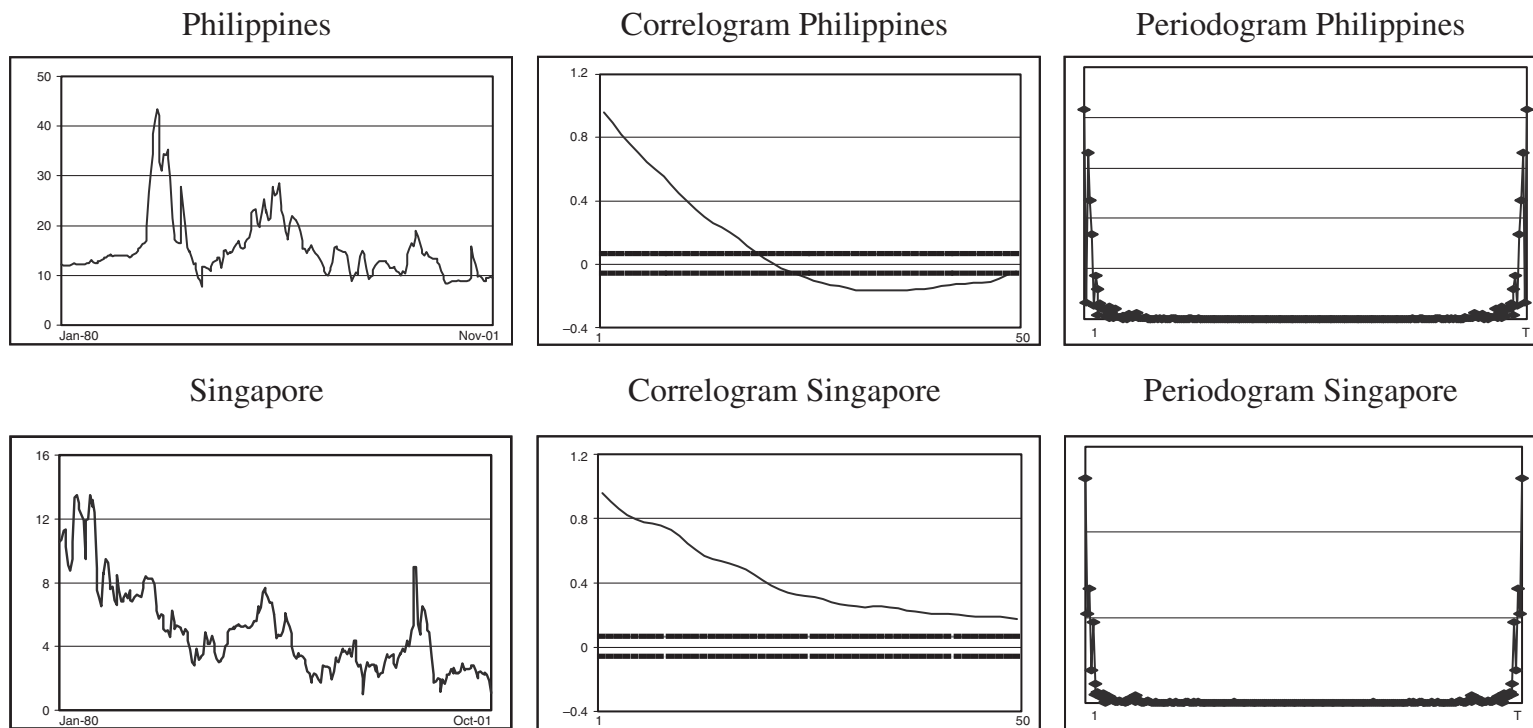 Philippines
Correlogram Philippines
Periodogram Philippines
50
40
30
20
10
0
Jan-80
Nov-01
1.2
0.8
0.4
0
−0.4
1
50
1
T
Singapore
Correlogram Singapore
Periodogram Singapore
16
12
8
4
0
Jan-80
Oct-01
1.2
0.8
0.4
0
−0.4
1
50
1
T